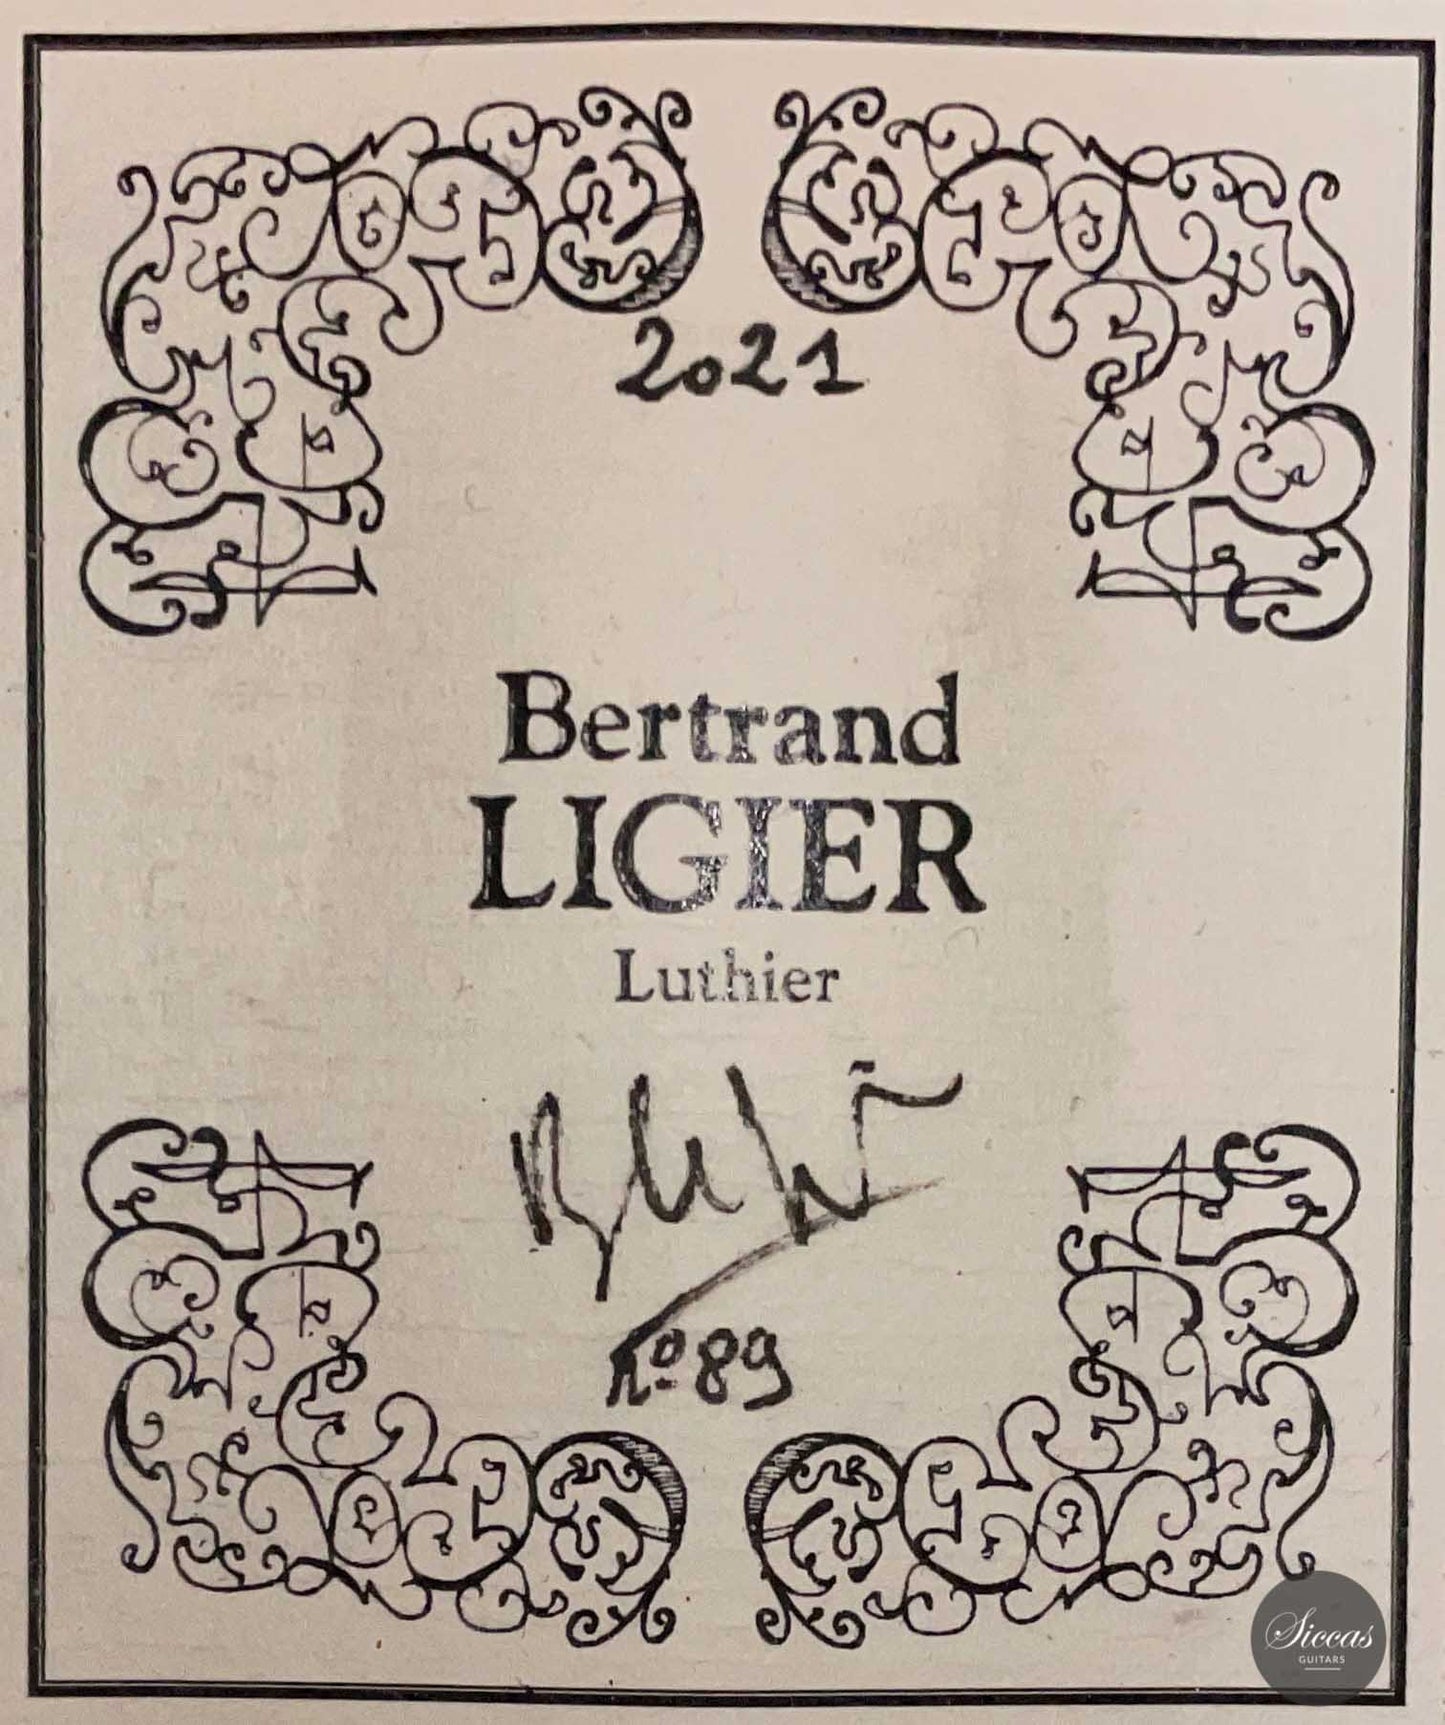 2021
Bertrand
LIGIER
Luthier
nº 89
Siccas
GUITARS